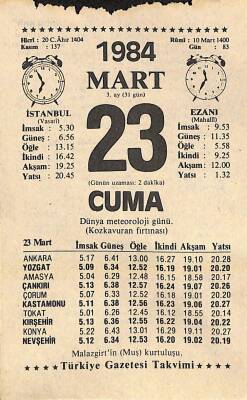 Hicrî : 20 C.Âhır 1404
Kasım : 137
Rûmî : 10 Mart 1400
Gün : 83
1984
MART
3. ay (31 gün)
23
(Günün uzaması: 2 dakika)
CUMA
İSTANBUL
(Vasatî)
İmsak : 5.30
Güneş : 6.56
Öğle : 13.15
İkindi : 16.42
Akşam : 19.25
Yatsı : 20.45
EZANİ
(Mahallî)
İmsak : 9.53
Güneş : 11.35
Öğle : 5.58
İkindi : 9.25
Akşam : 12.00
Yatsı : 1.32
Dünya meteoroloji günü.
(Kozkavuran fırtınası)
23 Mart İmsak Güneş Öğle İkindi Akşam Yatsı
ANKARA 5.17 6.41 13.00 16.27 19.10 20.28
YOZGAT 5.09 6.34 12.52 16.19 19.01 20.20
AMASYA 5.04 6.29 12.48 16.15 18.58 20.17
ÇANKIRI 5.13 6.38 12.57 16.24 19.07 20.26
ÇORUM 5.07 6.33 12.52 16.18 19.01 20.20
KASTAMONU 5.11 6.38 12.56 16.23 19.06 20.27
TOKAT 5.01 6.26 12.45 16.12 18.55 20.14
KIRŞEHİR 5.13 6.36 12.55 16.22 19.04 20.22
KONYA 5.22 6.43 13.01 16.29 19.11 20.27
NEVŞEHİR 5.12 6.34 12.53 16.20 19.02 20.19
Malazgirt'in (Muş) kurtuluşu.
Türkiye Gazetesi Takvimi